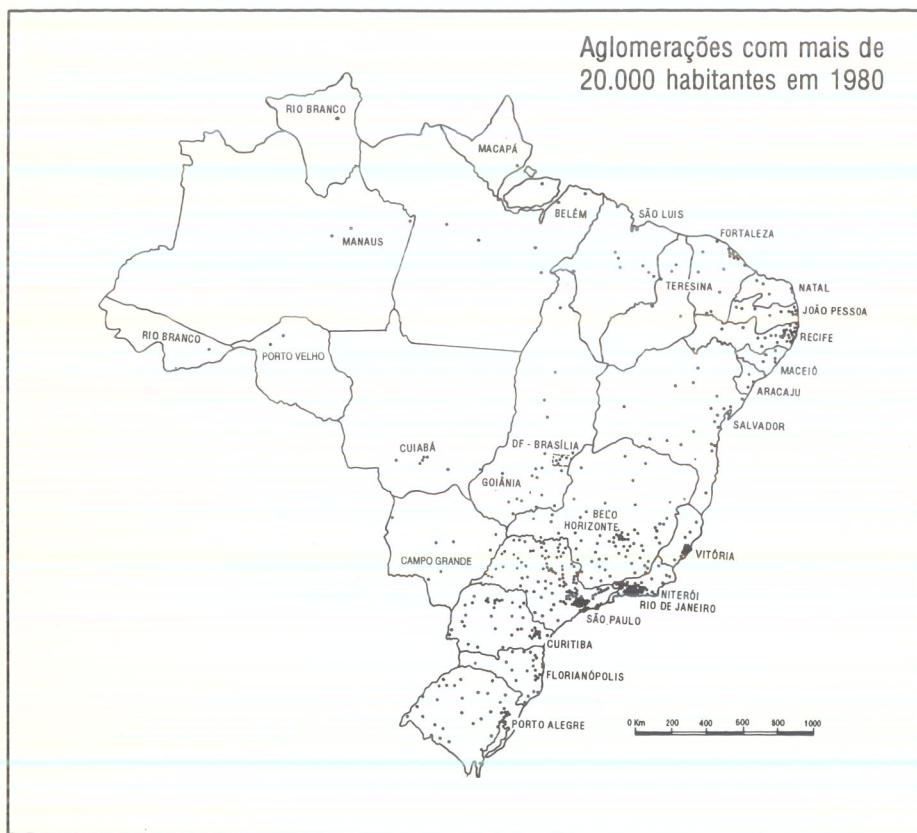 Aglomerações com mais de
20.000 habitantes em 1980
RIO BRANCO
MACAPÁ
BELÉM
SÃO LUIS
FORTALEZA
MANAUS
TERESINA
NATAL
JOÃO PESSOA
RIO BRANCO
RECIFE
PORTO VELHO
MACEIÓ
ARACAJU
SALVADOR
CUIABÁ
DF - BRASÍLIA
GOIÂNIA
BELO
HORIZONTE
VITÓRIA
CAMPO GRANDE
NITERÓI
RIO DE JANEIRO
SÃO PAULO
CURITIBA
FLORIANÓPOLIS
PORTO ALEGRE
0 Km 200 400 600 800 1000